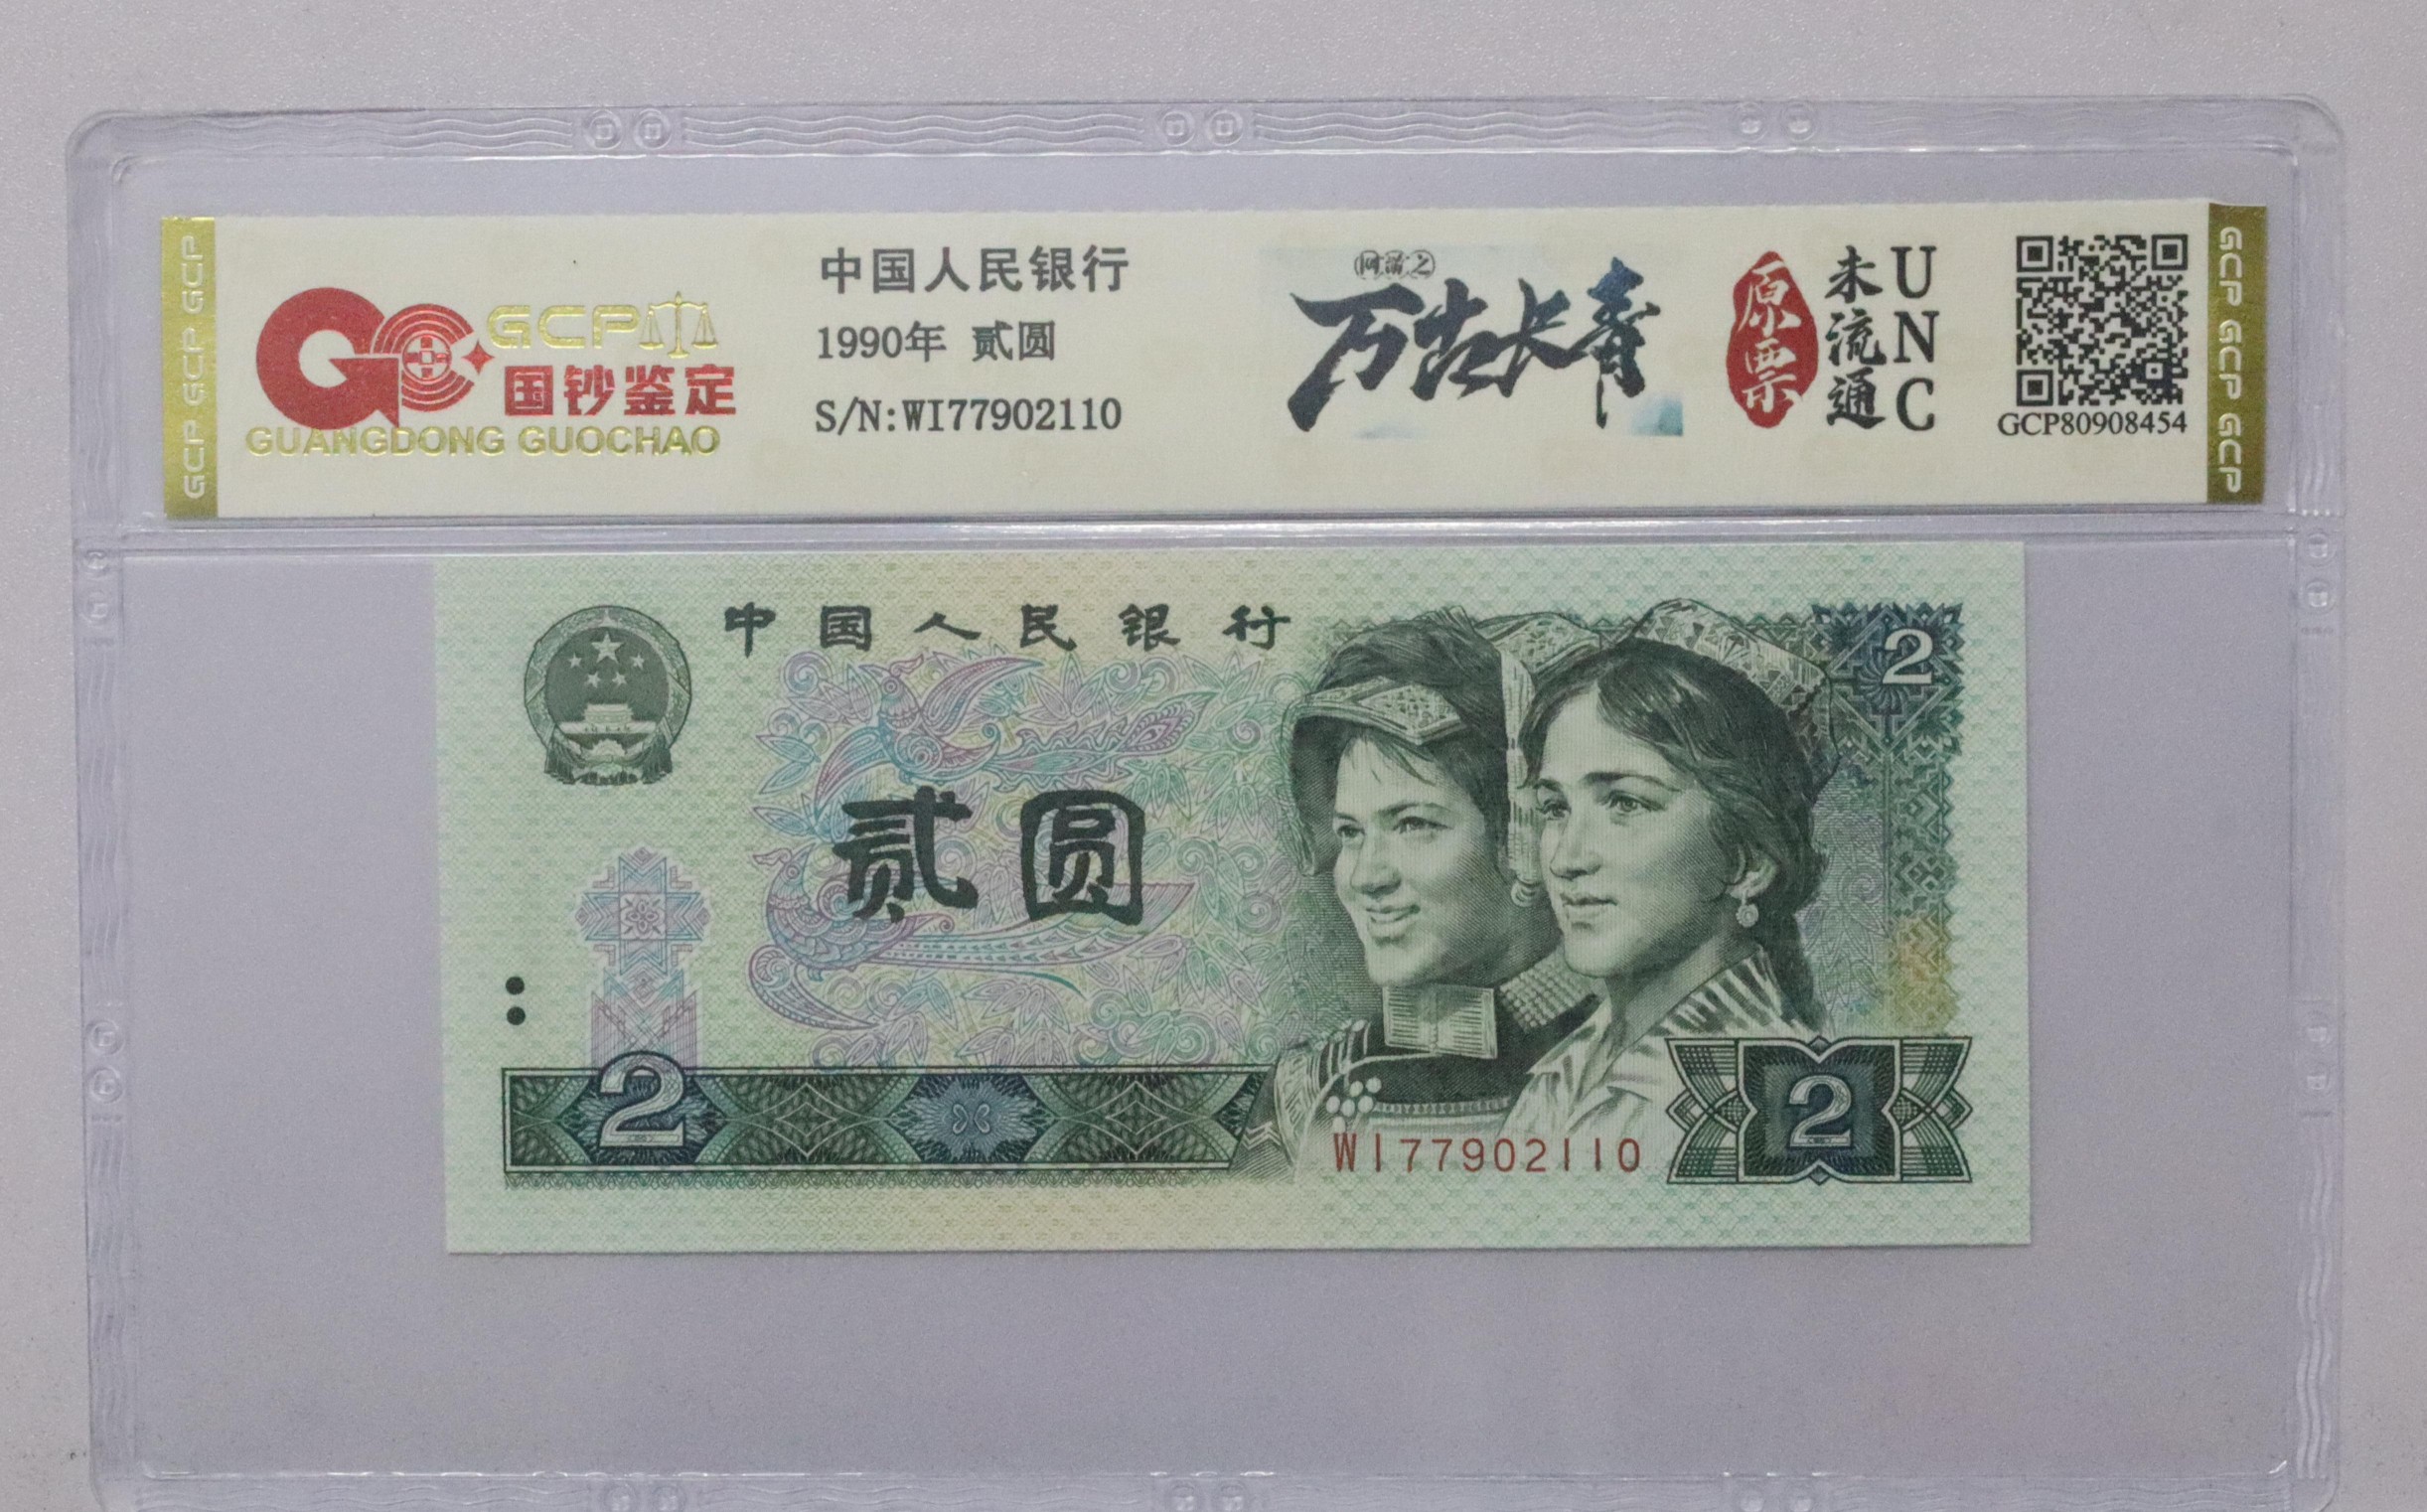 GCP GCP GCP
GCP
国钞鉴定
GUANGDONG GUOCHAO
中国人民银行
1990年 贰圆
S/N:WI77902110
万古长青
原票
未流通
UNC
GCP80908454
GCP GCP GCP
中国人民银行
2
贰圆
2
WI77902110
2